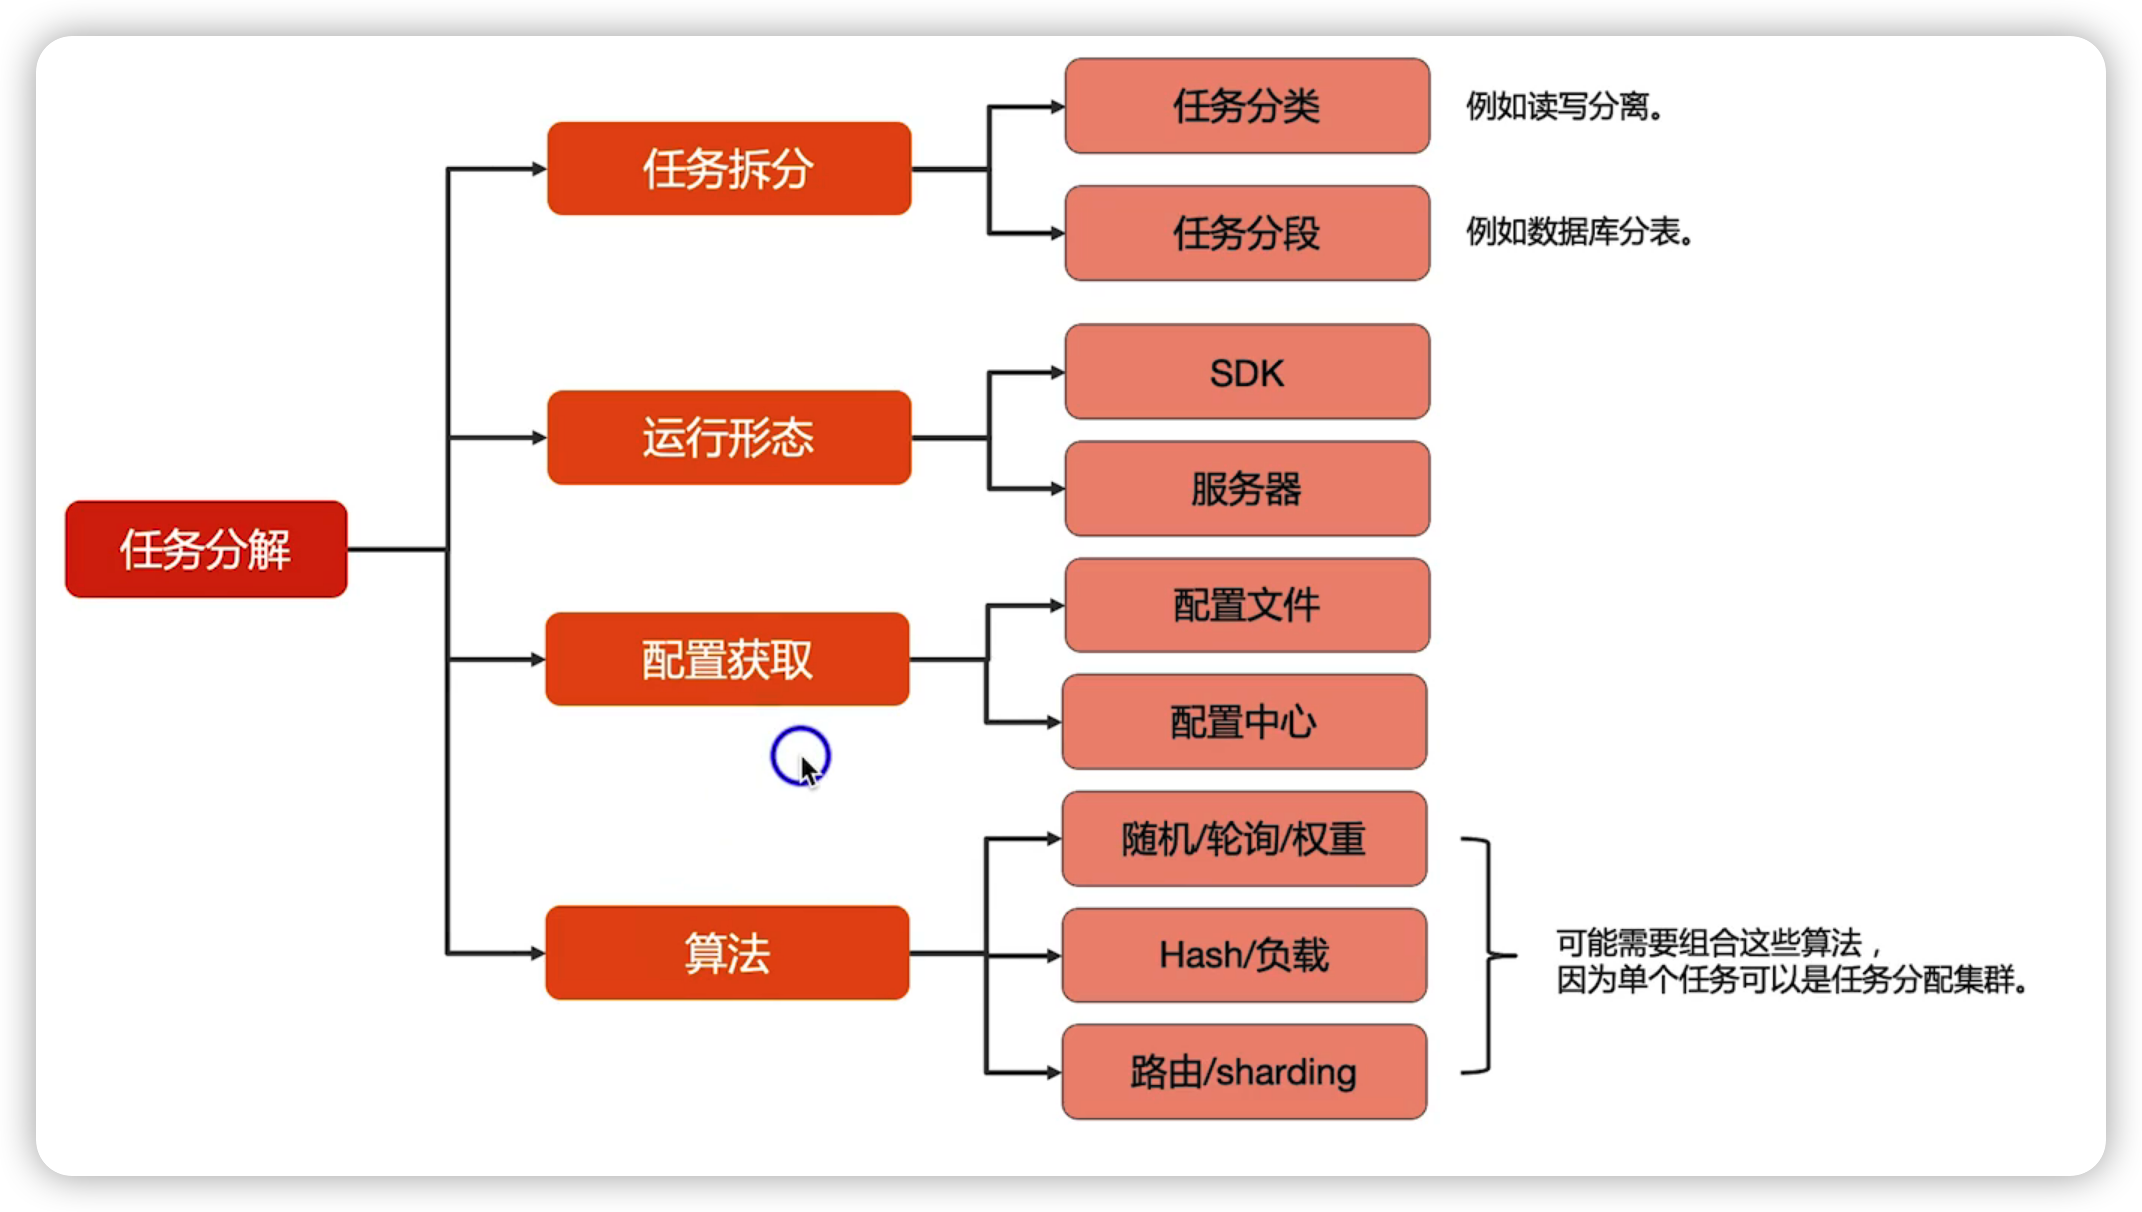 任务分解
任务拆分
任务分类
例如读写分离。
任务分段
例如数据库分表。
运行形态
SDK
服务器
配置获取
配置文件
配置中心
算法
随机/轮询/权重
Hash/负载
路由/sharding
可能需要组合这些算法，
因为单个任务可以是任务分配集群。